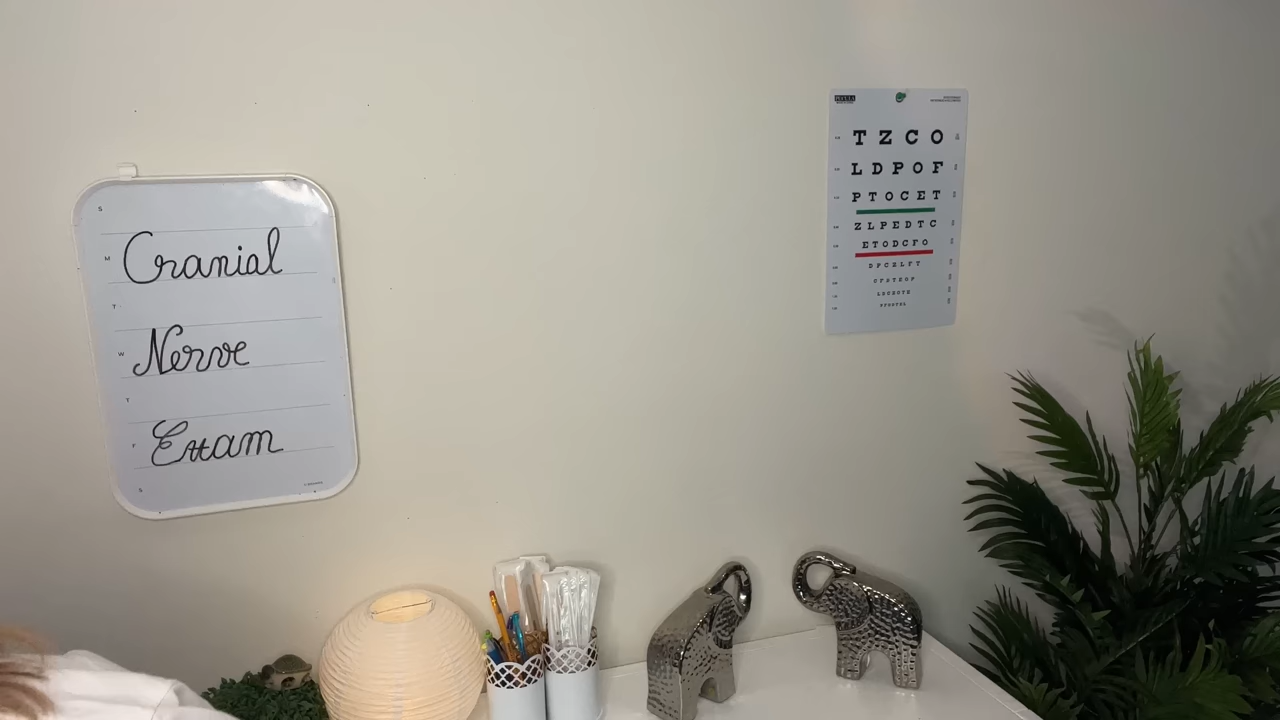 S
M
Cranial
T
W
Nerve
T
F
Exam
S
T Z C O
L D P O F
P T O C E T
Z L P E D T C
E T O D C F O
D P C Z L F T